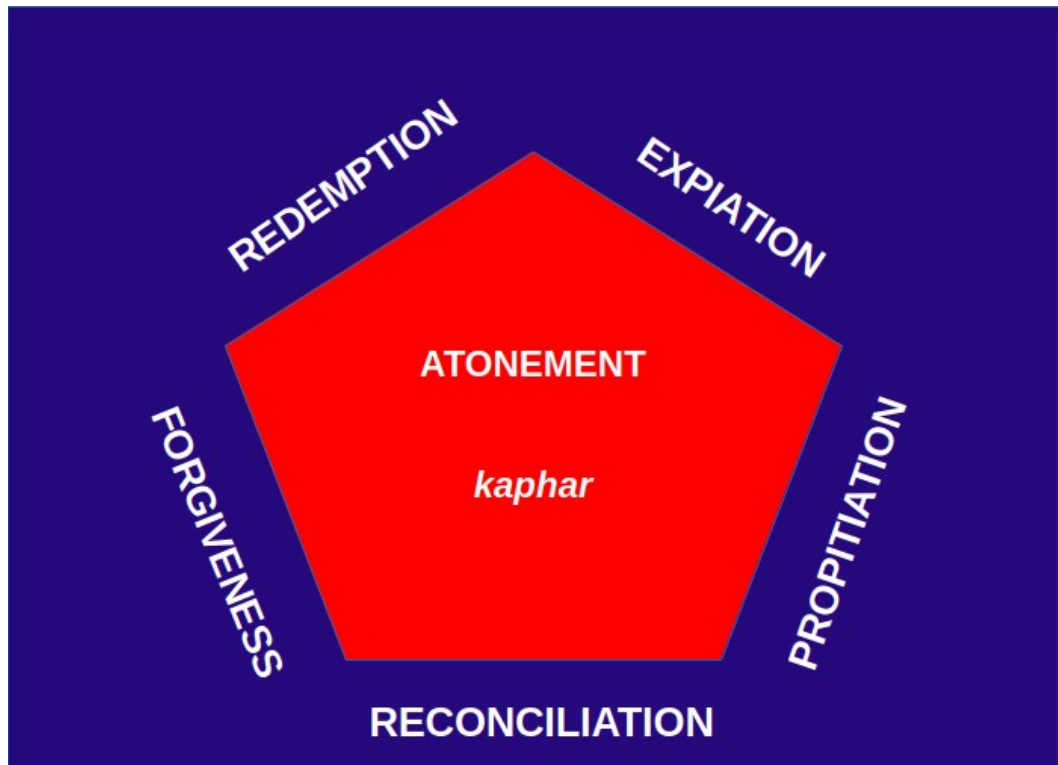 REDEMPTION
EXPIATION
ATONEMENT
kaphar
FORGIVENESS
PROPITIATION
RECONCILIATION